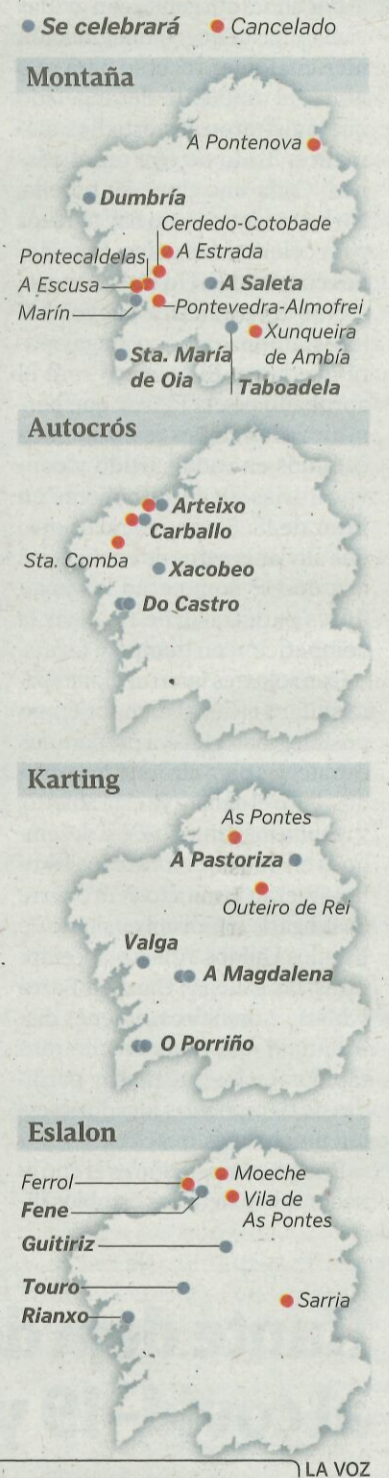 Se celebrará Cancelado
Montaña
A Pontenova
Dumbría
Cerdedo-Cotobade
Pontecaldelas A Estrada
A Escusa A Saleta
Marín Pontevedra-Almofrei
Xunqueira
Sta. María de Ambía
de Oia Taboadela
Autocrós
Arteixo
Carballo
Sta. Comba
Xacobeo
Do Castro
Karting
As Pontes
A Pastoriza
Outeiro de Rei
Valga
A Magdalena
O Porriño
Eslalon
Ferrol Moeche
Fene Vila de
As Pontes
Guitiriz
Touro
Sarria
Rianxo
LA VOZ